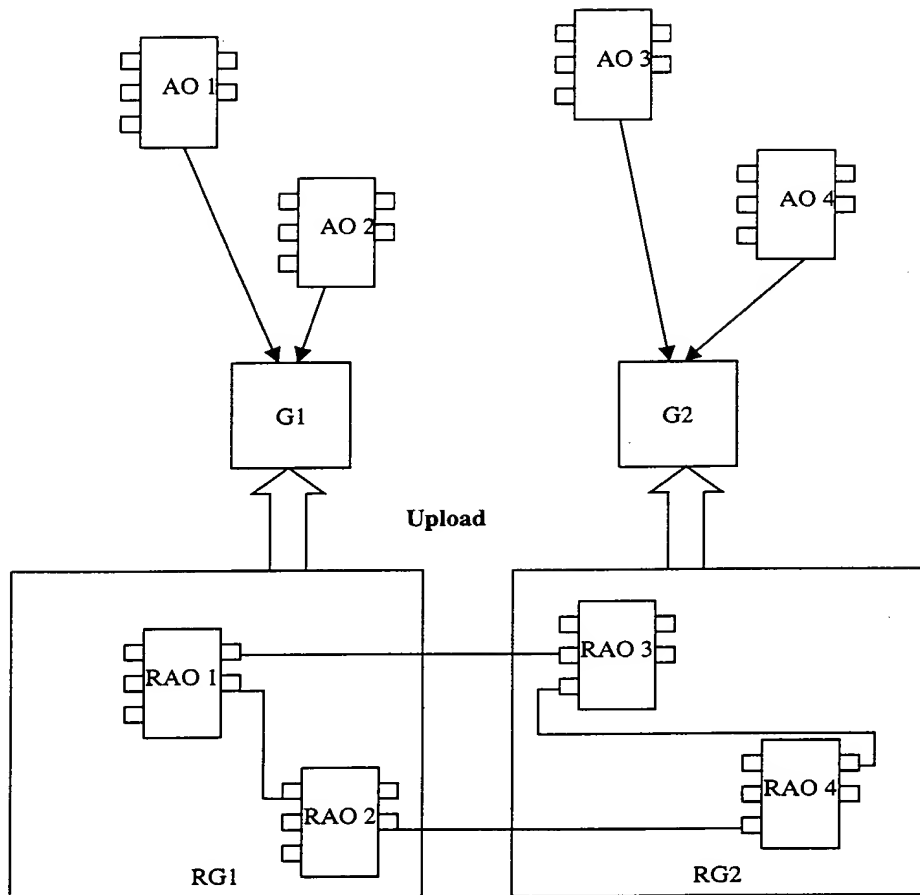 AO 1
AO 3
AO 2
AO 4
G1
G2
Upload
RAO 1
RAO 3
RAO 2
RAO 4
RG1
RG2